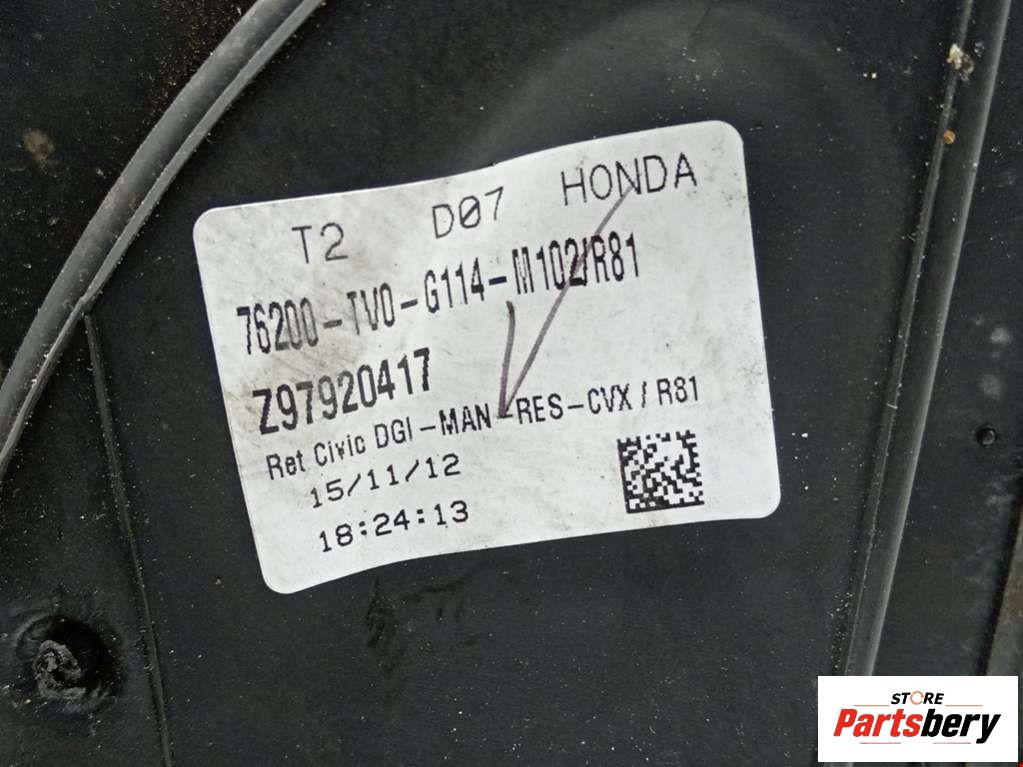 T2 D07 HONDA
76200-TV0-G114-M102/R81
Z97920417
Ret Civic DGI-MAN-RES-CVX / R81
15/11/12
18:24:13
STORE
Partsbery